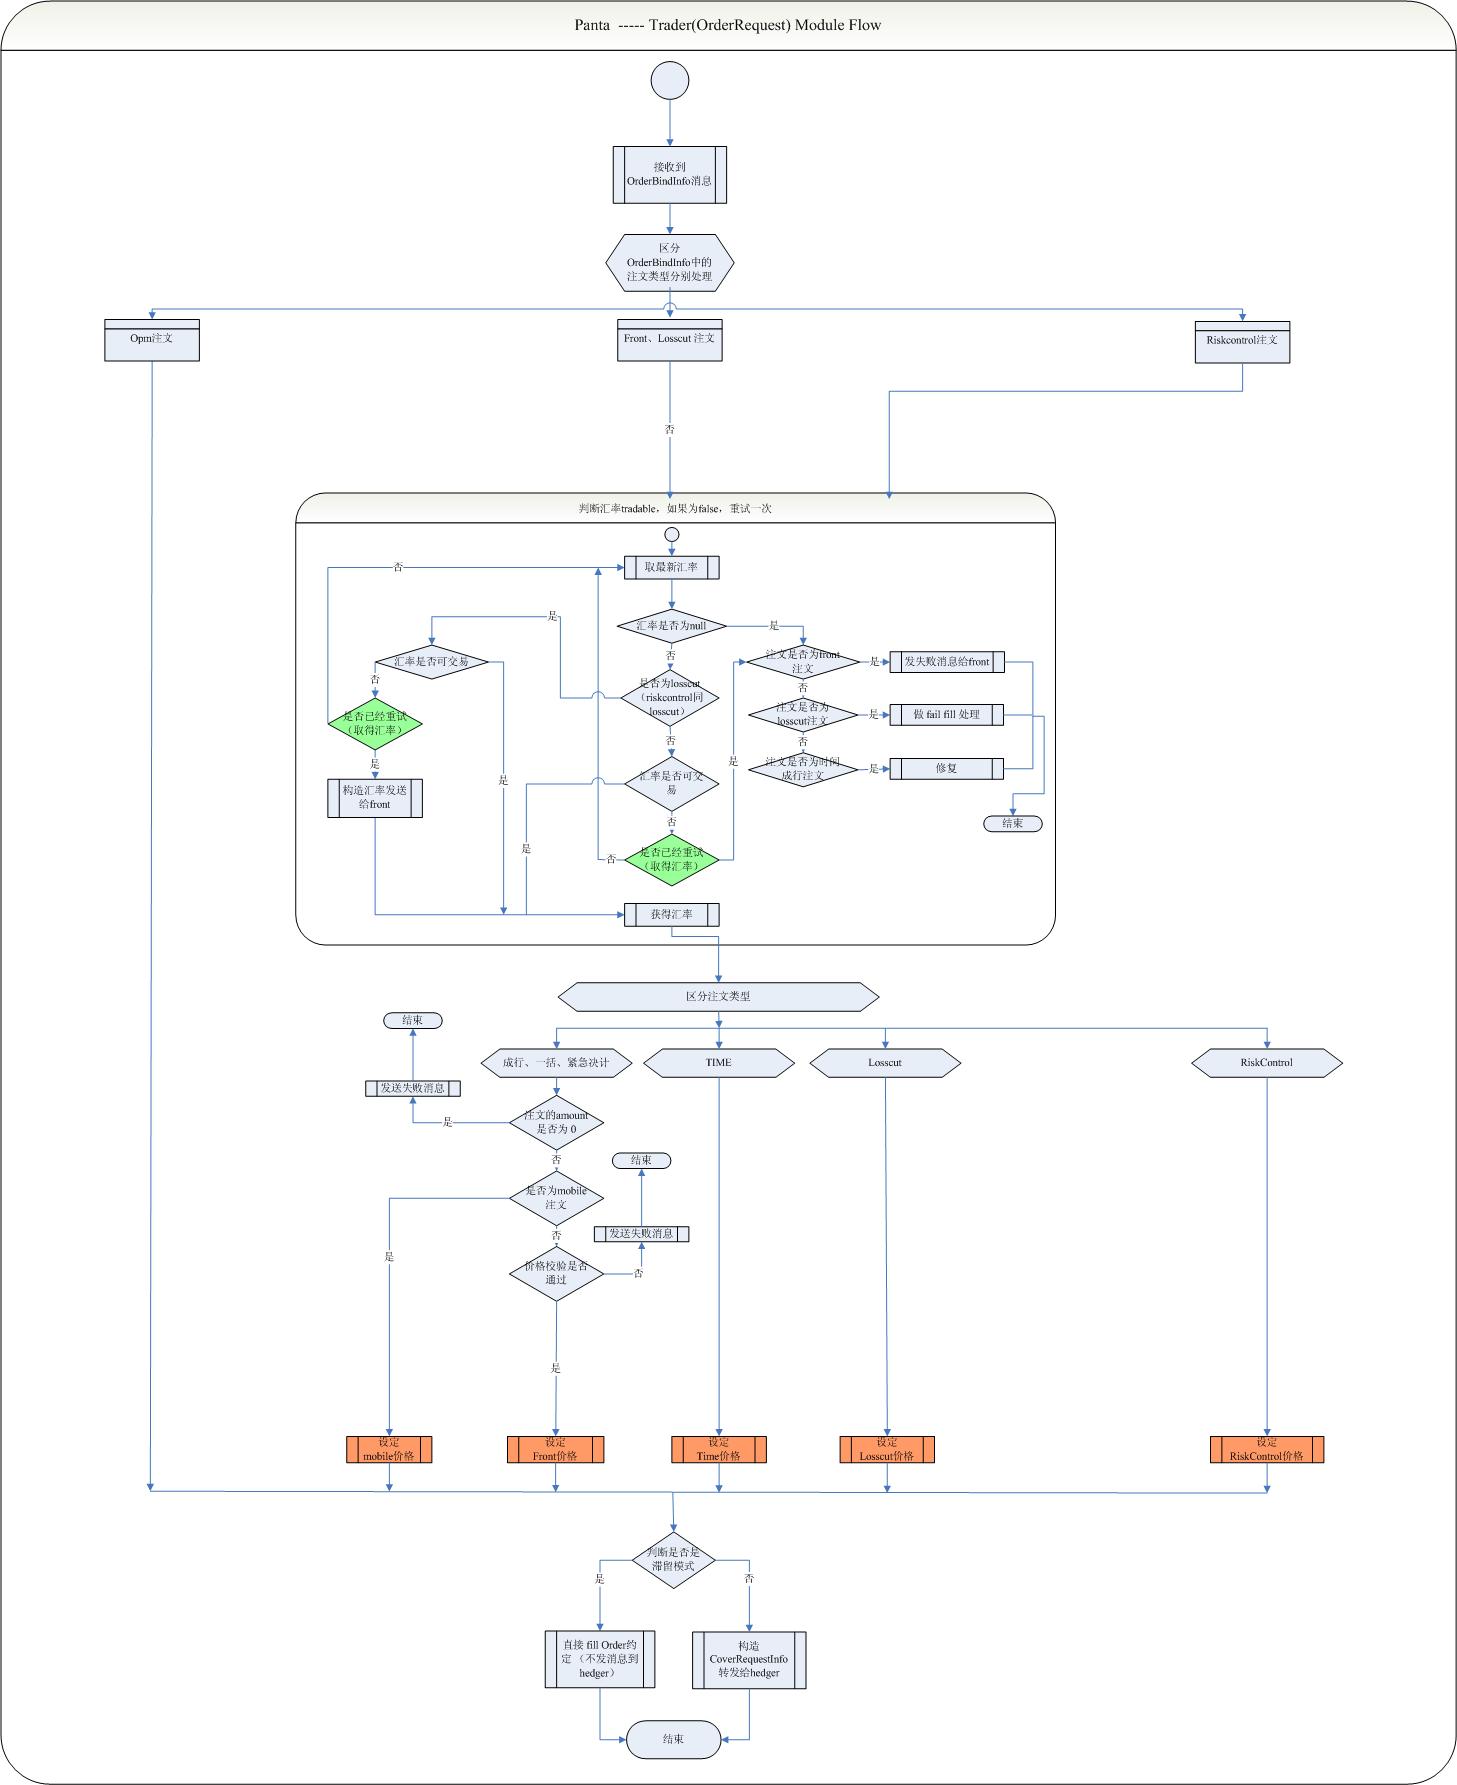 Panta ----- Trader(OrderRequest) Module Flow
接收到
OrderBindInfo消息
区分
OrderBindInfo中的
注文类型分别处理
Opm注文
Front、Losscut 注文
Riskcontrol注文
否
判断汇率tradable，如果为false，重试一次
否
取最新汇率
是
汇率是否为null
是
汇率是否可交易
否
注文是否为front
注文
是
发失败消息给front
否
是否为losscut
（riskcontrol同
losscut）
否
是否已经重试
（取得汇率）
注文是否为
losscut注文
是
做 fail fill 处理
否
否
是
是
是
注文是否为时间
成行注文
是
修复
构造汇率发送
给front
汇率是否可交
易
否
结束
是
是否已经重试
（取得汇率）
否
获得汇率
区分注文类型
结束
成行、一括、紧急决计
TIME
Losscut
RiskControl
发送失败消息
注文的amount
是否为 0
是
否
结束
是否为mobile
注文
否
发送失败消息
是
价格校验是否
通过
否
是
设定
mobile价格
设定
Front价格
设定
Time价格
设定
Losscut价格
设定
RiskControl价格
判断是否是
滞留模式
是
否
直接 fill Order约
定 （不发消息到
hedger）
构造
CoverRequestInfo
转发给hedger
结束